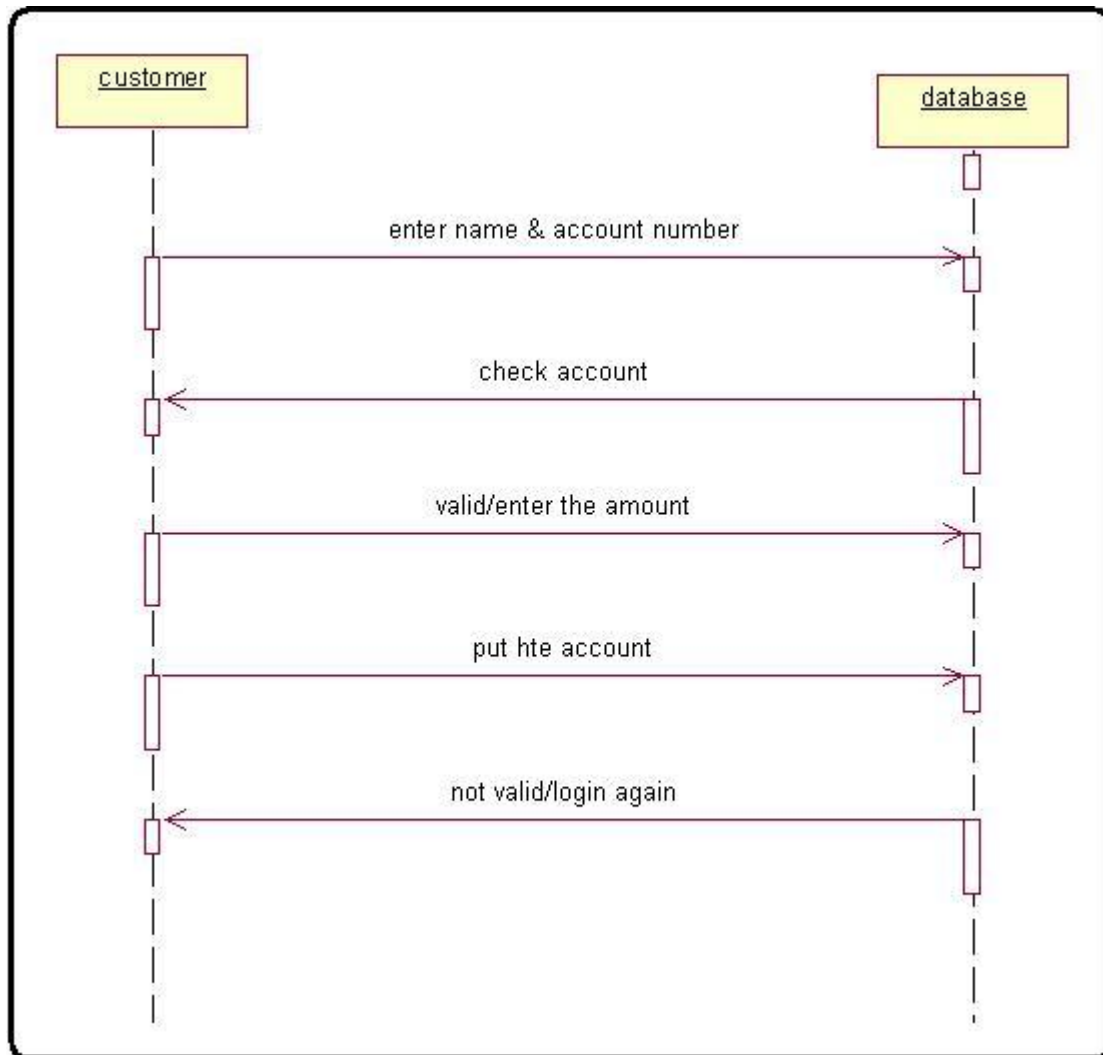 customer
database
enter name & account number
check account
valid/enter the amount
put hte account
not valid/login again